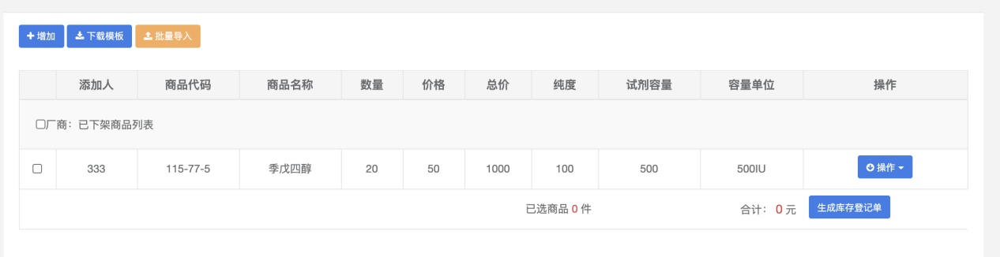 增加 下载模板 批量导入
添加人 商品代码 商品名称 数量 价格 总价 纯度 试剂容量 容量单位 操作
厂商：已下架商品列表
333 115-77-5 季戊四醇 20 50 1000 100 500 500IU 操作
已选商品 0 件 合计： 0 元 生成库存登记单